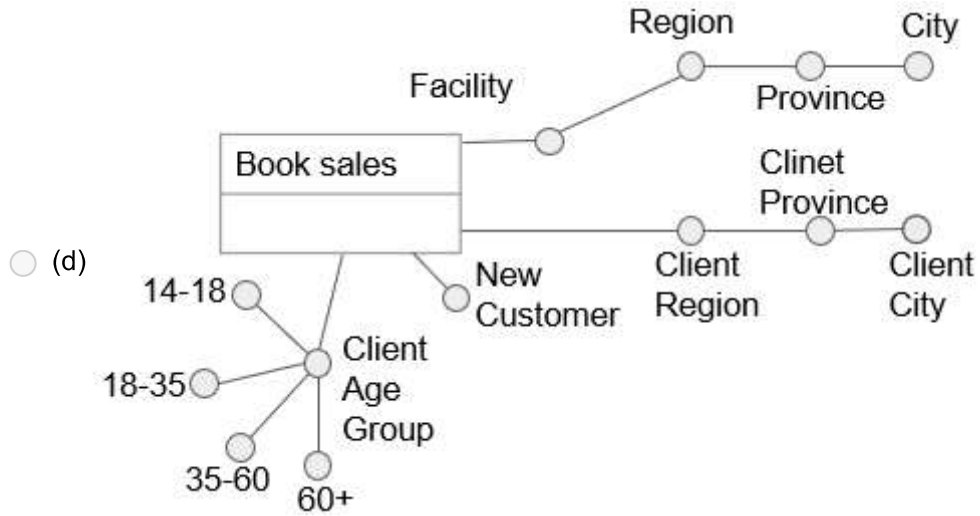 Region
City
Facility
Province
Book sales
Clinet
Province
(d)
14-18
New
Customer
Client
Region
Client
City
Client
Age
Group
18-35
35-60
60+